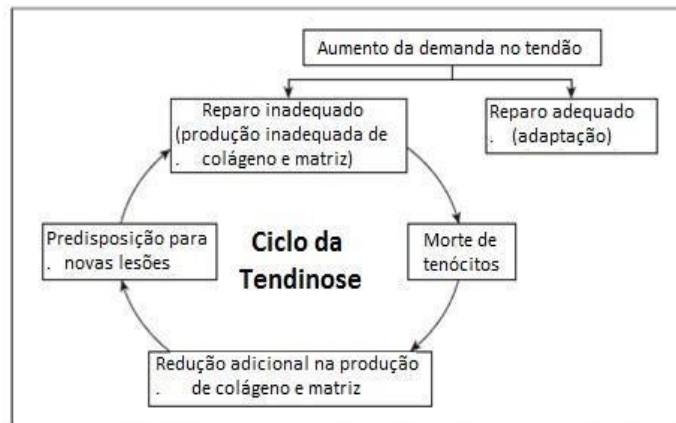 Aumento da demanda no tendão
Reparo inadequado
(produção inadequada de
. colágeno e matriz)
Reparo adequado
. (adaptação)
Predisposição para
. novas lesões
Ciclo da
Tendinose
Morte de
tenócitos
Redução adicional na produção
. de colágeno e matriz